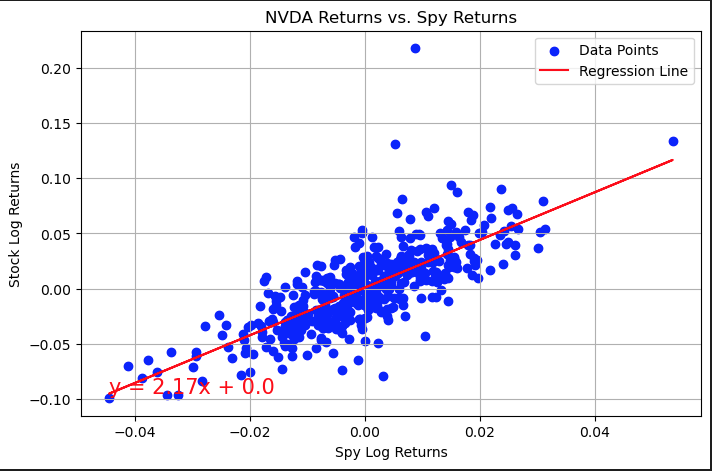 NVDA Returns vs. Spy Returns
Data Points
Regression Line
Stock Log Returns
0.20
0.15
0.10
0.05
0.00
−0.05
−0.10
y = 2.17x + 0.0
−0.04
−0.02
0.00
0.02
0.04
Spy Log Returns